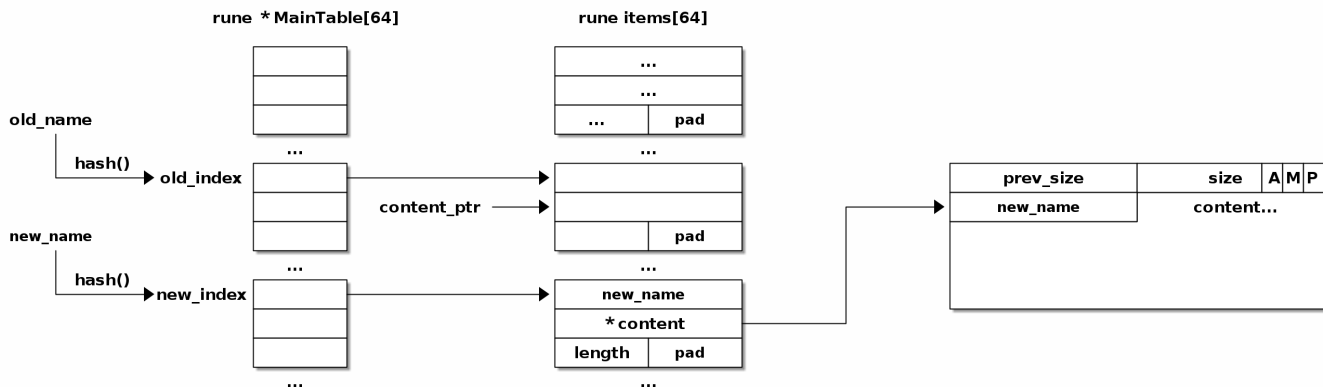 rune *MainTable[64]
rune items[64]
...
...
old_name
...
pad
...
...
hash()
old_index
prev_size
size
A
M
P
content_ptr
new_name
content...
new_name
pad
...
...
hash()
new_index
new_name
*content
length
pad
...
...